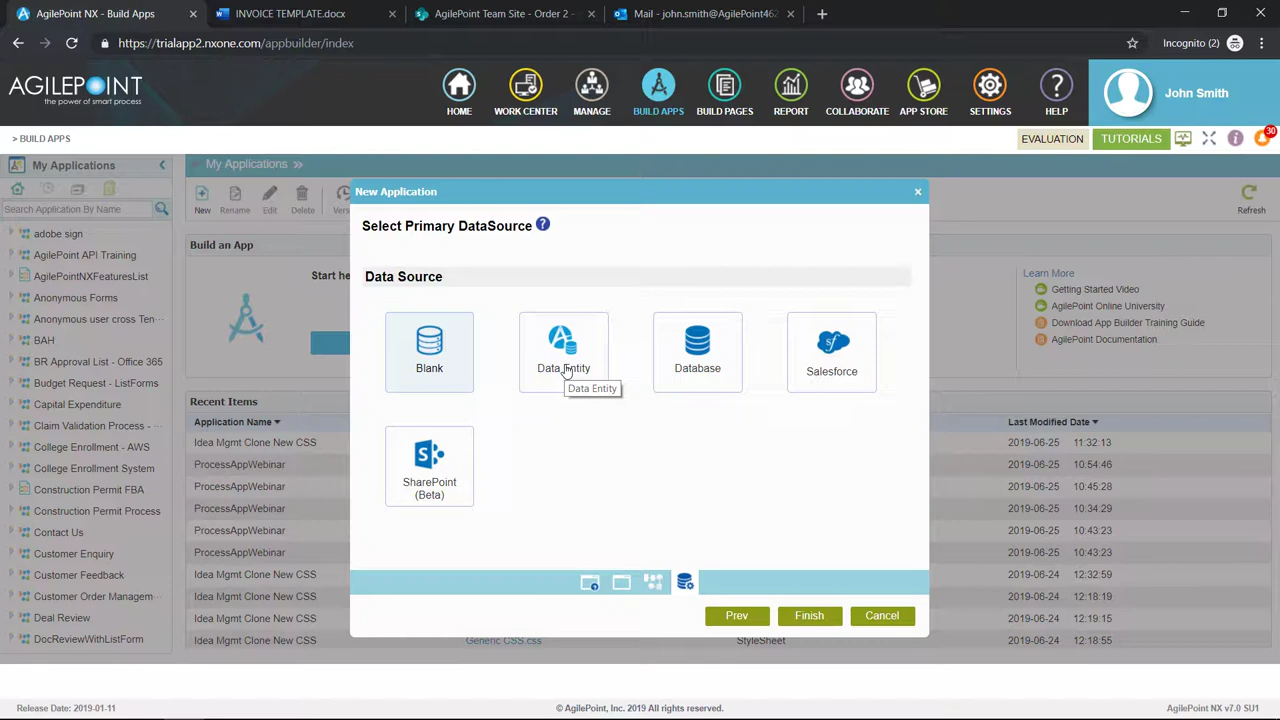 AgilePoint NX - Build Apps
INVOICE TEMPLATE.docx
AgilePoint Team Site - Order 2 -
Mail - john.smith@AgilePoint462
https://trialapp2.nxone.com/appbuilder/index
Incognito (2)
AGILEPOINT
the power of smart process
HOME
WORK CENTER
MANAGE
BUILD APPS
BUILD PAGES
REPORT
COLLABORATE
APP STORE
SETTINGS
HELP
John Smith
> BUILD APPS
EVALUATION
TUTORIALS
30
My Applications
Search Application By Name
adobe sign
AgilePoint API Training
AgilePointNXFeaturesList
Anonymous Forms
Anonymous user cross Ten...
BAH
BR Approval List - Office 365
Budget Request - ListForms
Capital Expenditure
Claim Validation Process - ...
College Enrollment - AWS
College Enrollment System
Construction Permit FBA
Construction Permit Process
Contact Us
Customer Enquiry
Customer Feedback
Customer Order Managem...
Deal Review
DocReviewWithListForm
My Applications »
New
Rename
Edit
Delete
Vers
Refresh
Build an App
Start he
Learn More
Getting Started Video
AgilePoint Online University
Download App Builder Training Guide
AgilePoint Documentation
Recent Items
Application Name
Last Modified Date
Idea Mgmt Clone New CSS
2019-06-25 11:32:13
ProcessAppWebinar
2019-06-25 10:54:46
ProcessAppWebinar
2019-06-25 10:45:28
ProcessAppWebinar
2019-06-25 10:34:29
ProcessAppWebinar
2019-06-25 10:43:23
ProcessAppWebinar
2019-06-25 10:43:23
Idea Mgmt Clone New CSS
2019-06-24 12:32:59
Idea Mgmt Clone New CSS
2019-06-24 12:18:19
Idea Mgmt Clone New CSS
2019-06-24 12:19:15
Idea Mgmt Clone New CSS
Generic CSS.css
StyleSheet
2019-06-24 12:18:55
New Application
Select Primary DataSource
Data Source
Blank
Data Entity
Database
Salesforce
Data Entity
SharePoint
(Beta)
Prev
Finish
Cancel
Release Date: 2019-01-11
© AgilePoint, Inc. 2019 All rights reserved.
AgilePoint NX v7.0 SU1